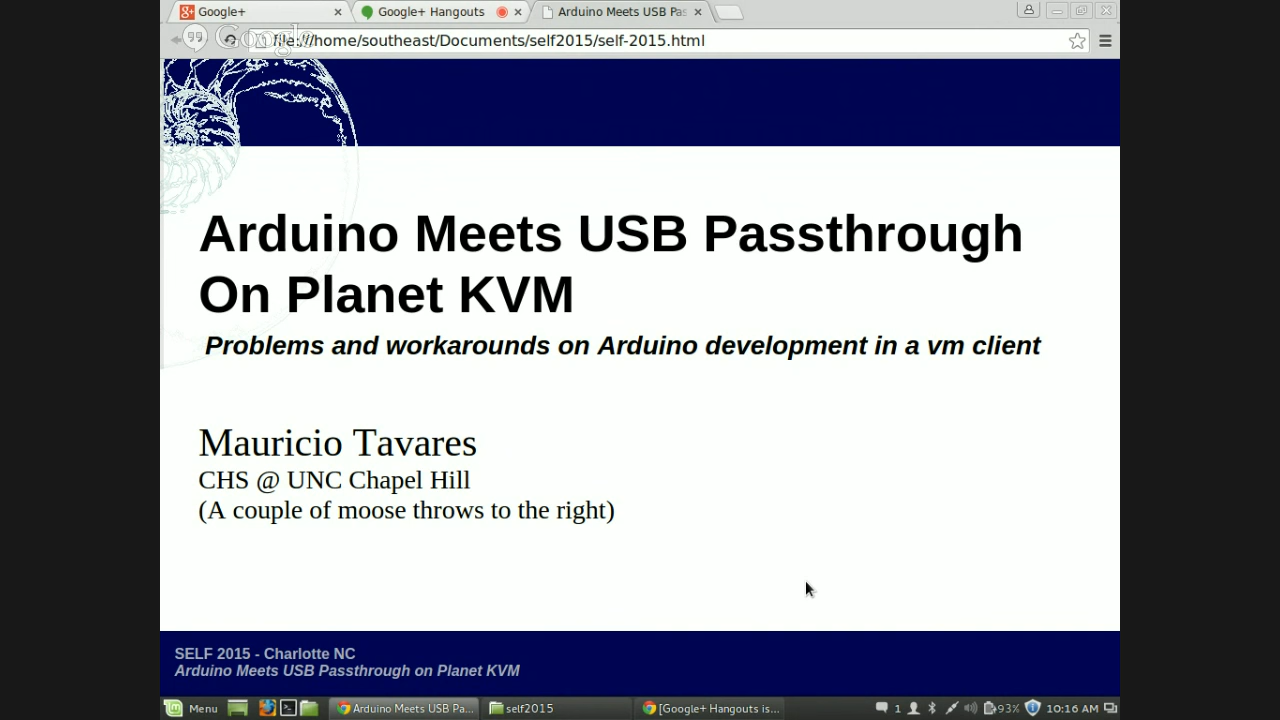 Google+
Google+ Hangouts
Arduino Meets USB Pas
Google
file:///home/southeast/Documents/self2015/self-2015.html
Arduino Meets USB Passthrough
On Planet KVM
Problems and workarounds on Arduino development in a vm client
Mauricio Tavares
CHS @ UNC Chapel Hill
(A couple of moose throws to the right)
SELF 2015 - Charlotte NC
Arduino Meets USB Passthrough on Planet KVM
Menu
Arduino Meets USB Pa...
self2015
[Google+ Hangouts is...
1
93%
10:16 AM